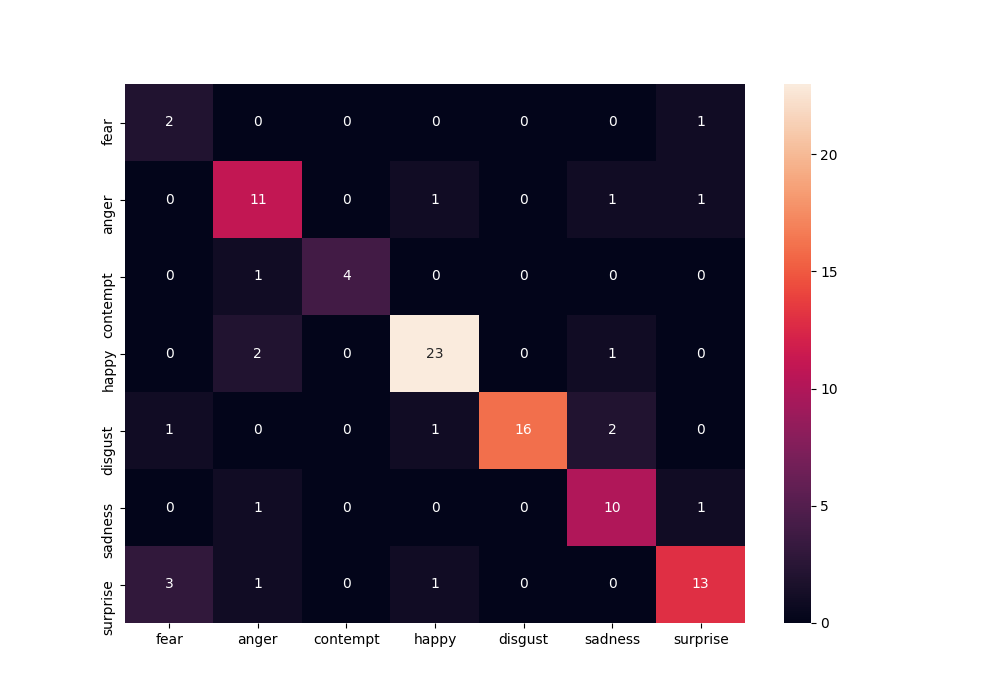 fear 2 0 0 0 0 0 1
anger 0 11 0 1 0 1 1
contempt 0 1 4 0 0 0 0
happy 0 2 0 23 0 1 0
disgust 1 0 0 1 16 2 0
sadness 0 1 0 0 0 10 1
surprise 3 1 0 1 0 0 13
fear anger contempt happy disgust sadness surprise
20
15
10
5
0